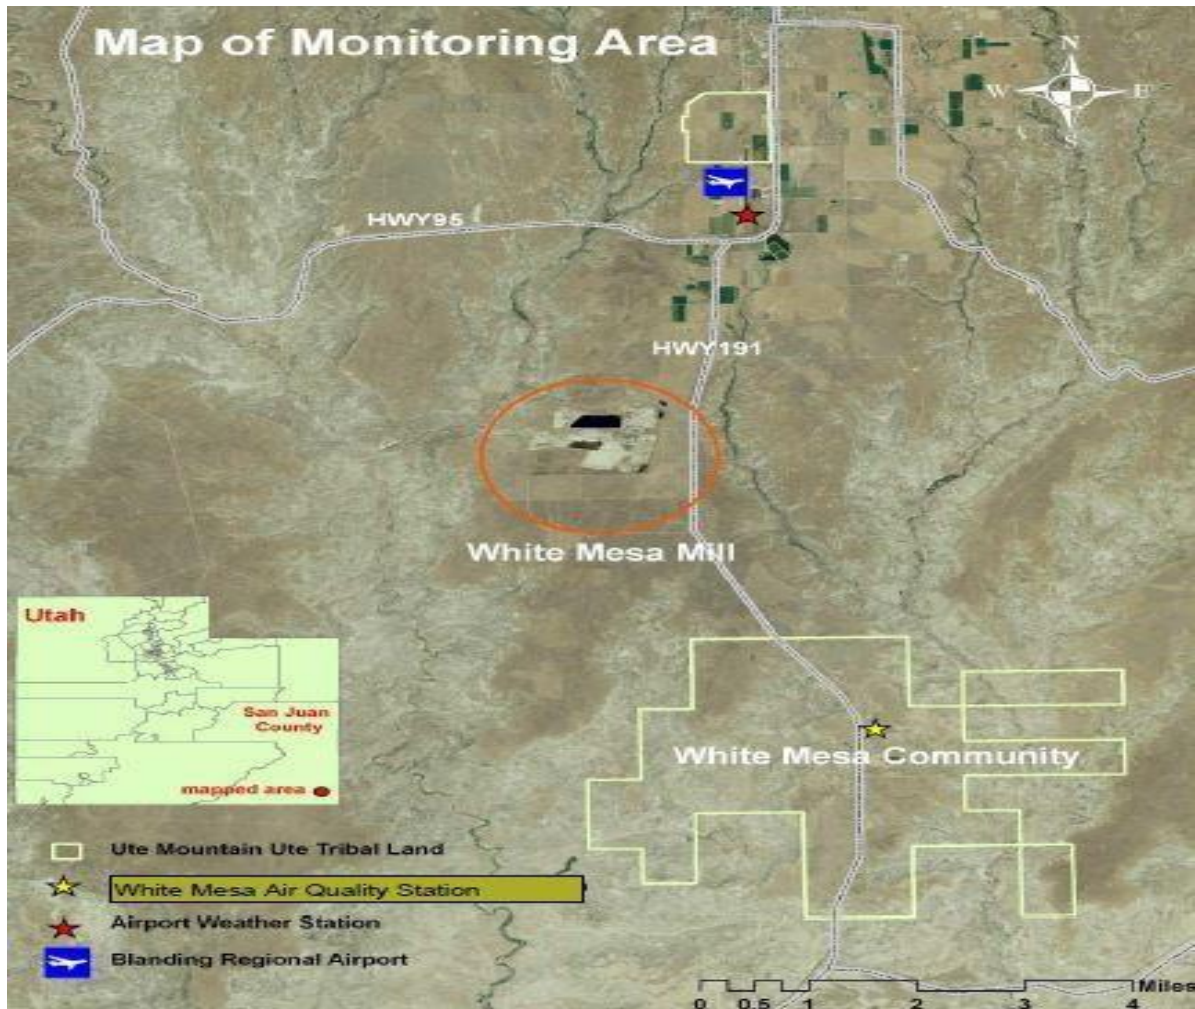 Map of Monitoring Area
N
W E
S
HWY95
HWY191
White Mesa Mill
Utah
San Juan
County
mapped area
White Mesa Community
Ute Mountain Ute Tribal Land
White Mesa Air Quality Station
Airport Weather Station
Blanding Regional Airport
Miles
0 0.5 1 2 3 4